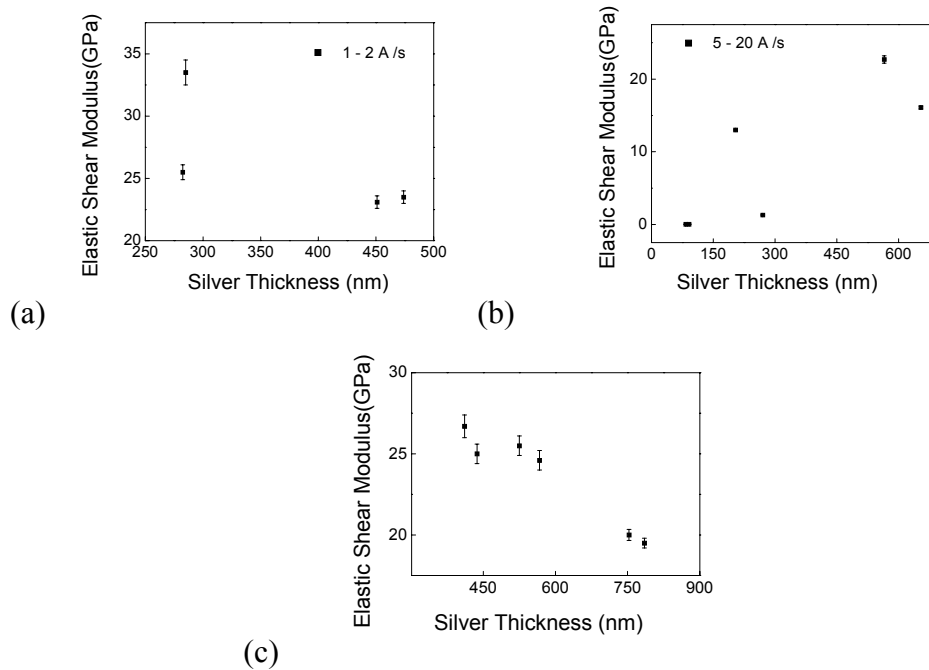 Elastic Shear Modulus(GPa)
35
30
25
20
1 - 2 A /s
250 300 350 400 450 500
Silver Thickness (nm)
(a)
Elastic Shear Modulus(GPa)
20
10
0
5 - 20 A /s
0 150 300 450 600
Silver Thickness (nm)
(b)
Elastic Shear Modulus(GPa)
30
25
20
450 600 750 900
Silver Thickness (nm)
(c)